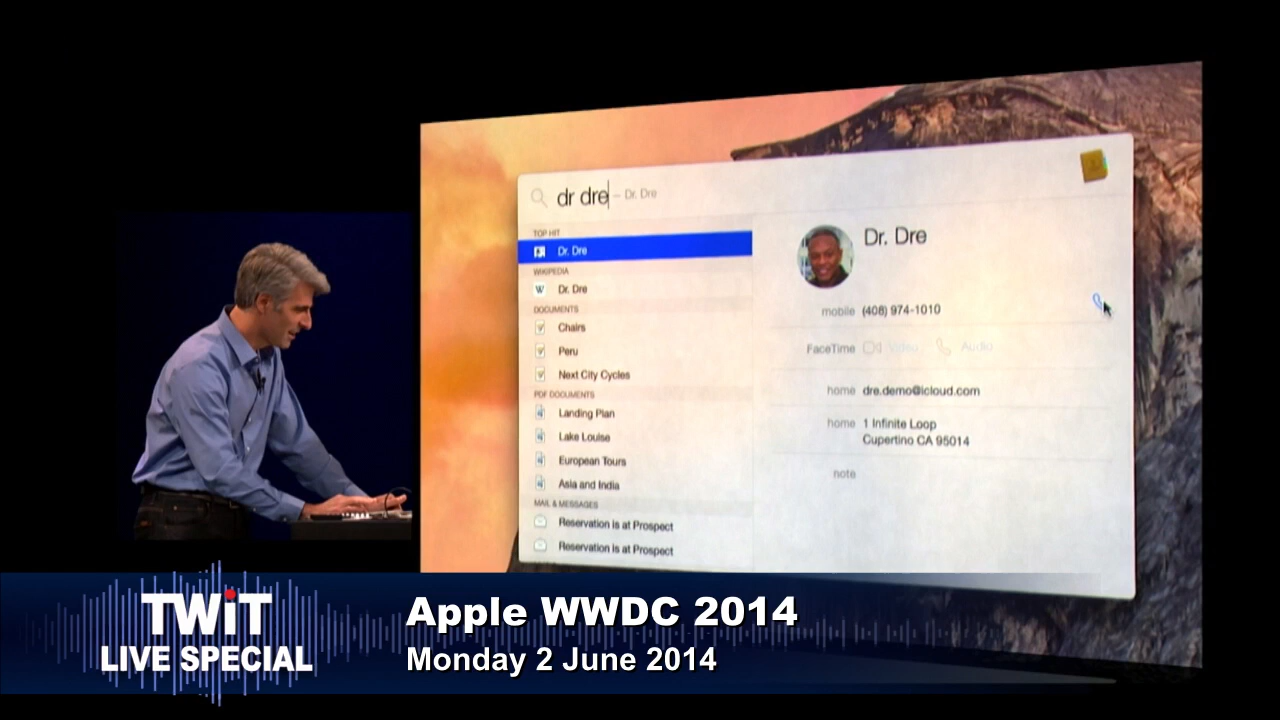 dr dre – Dr. Dre
TOP HIT
Dr. Dre
WIKIPEDIA
W Dr. Dre
DOCUMENTS
Chairs
Peru
Next City Cycles
PDF DOCUMENTS
Landing Plan
Lake Louise
European Tours
Asia and India
MAIL & MESSAGES
Reservation is at Prospect
Reservation is at Prospect
Dr. Dre
mobile (408) 974-1010
FaceTime Video Audio
home dre.demo@icloud.com
home 1 Infinite Loop
Cupertino CA 95014
note
TWiT
LIVE SPECIAL
Apple WWDC 2014
Monday 2 June 2014